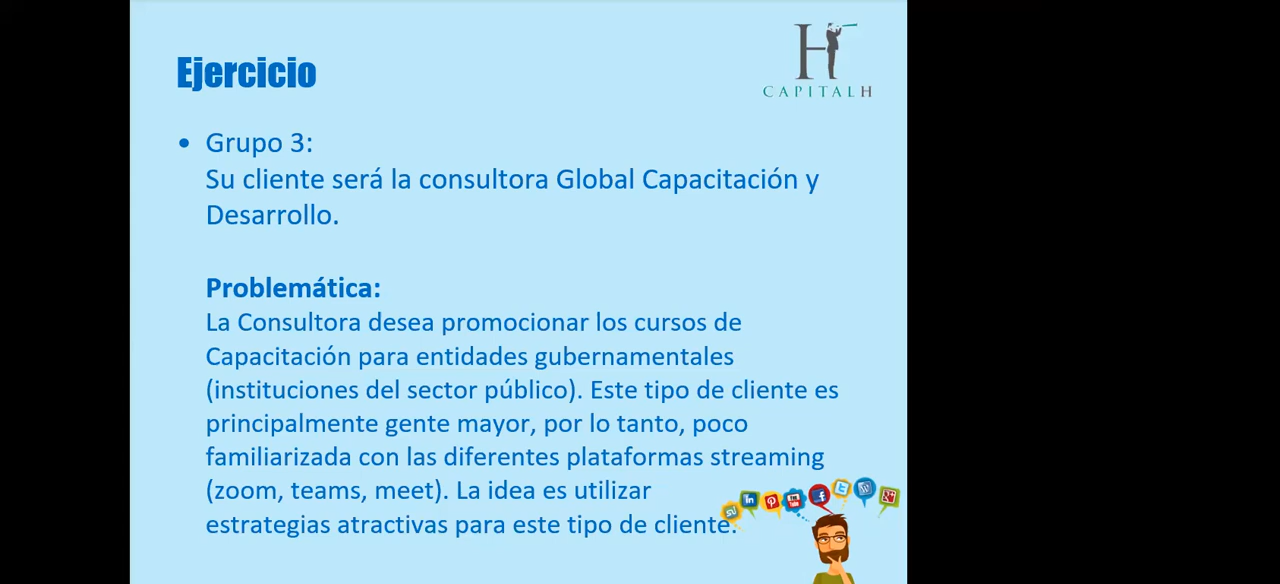 Ejercicio
CAPITALH
• Grupo 3:
Su cliente será la consultora Global Capacitación y
Desarrollo.
Problemática:
La Consultora desea promocionar los cursos de
Capacitación para entidades gubernamentales
(instituciones del sector público). Este tipo de cliente es
principalmente gente mayor, por lo tanto, poco
familiarizada con las diferentes plataformas streaming
(zoom, teams, meet). La idea es utilizar
estrategias atractivas para este tipo de cliente.